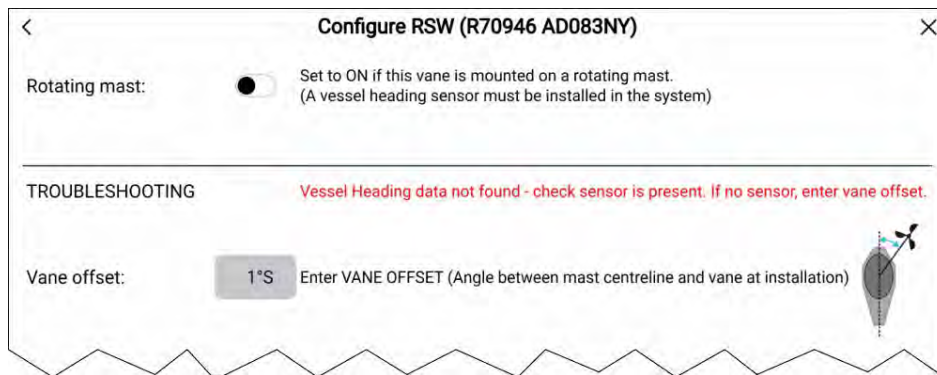 Configure RSW (R70946 AD083NY)
Rotating mast:
Set to ON if this vane is mounted on a rotating mast.
(A vessel heading sensor must be installed in the system)
TROUBLESHOOTING
Vessel Heading data not found - check sensor is present. If no sensor, enter vane offset.
Vane offset:
1°S
Enter VANE OFFSET (Angle between mast centreline and vane at installation)